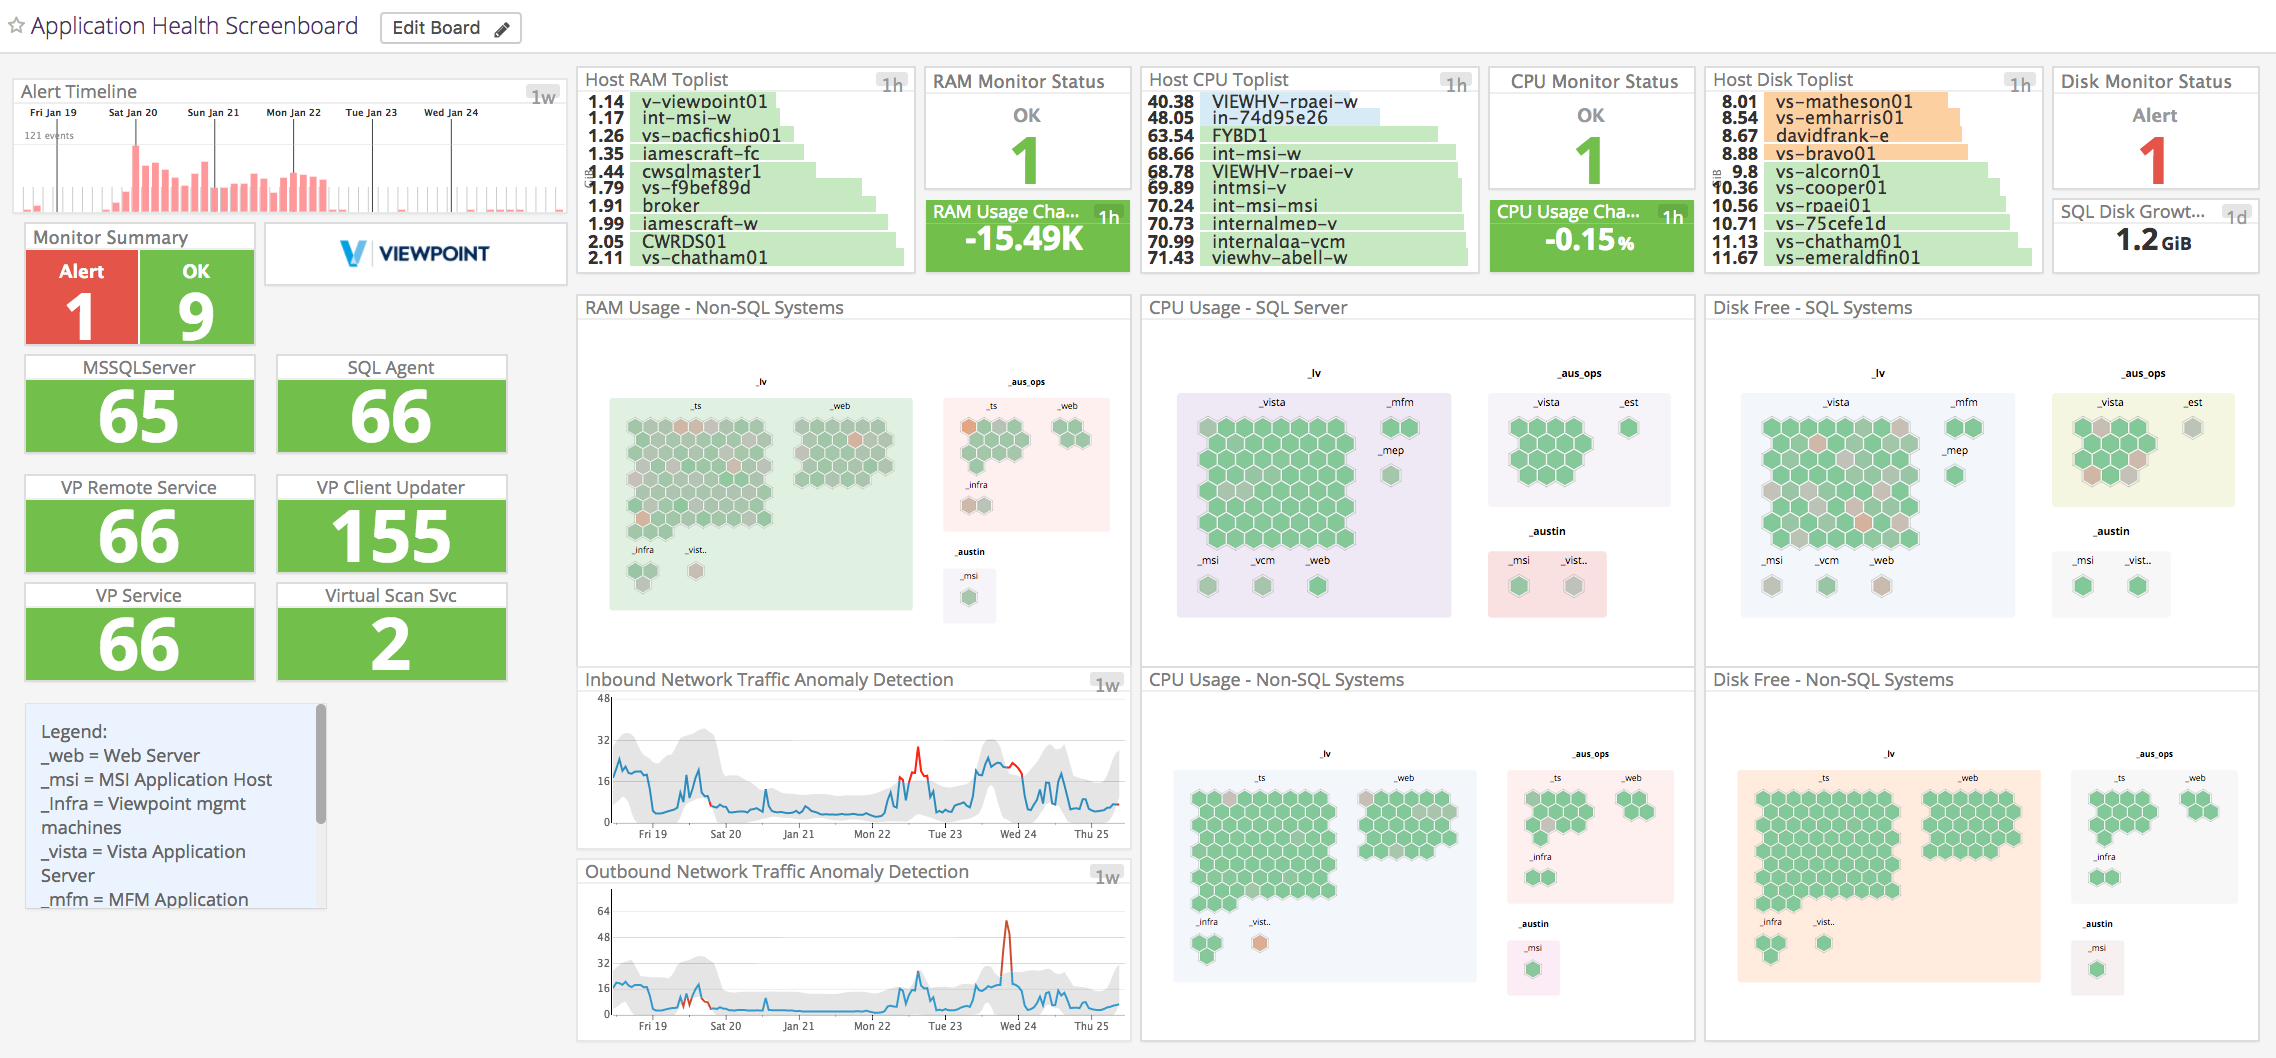 Application Health Screenboard
Edit Board
Alert Timeline
1w
Fri Jan 19
Sat Jan 20
Sun Jan 21
Mon Jan 22
Tue Jan 23
Wed Jan 24
121 events
Monitor Summary
Alert
1
OK
9
VIEWPOINT
MSSQLServer
65
SQL Agent
66
VP Remote Service
66
VP Client Updater
155
VP Service
66
Virtual Scan Svc
2
Legend:
_web = Web Server
_msi = MSI Application Host
_Infra = Viewpoint mgmt
machines
_vista = Vista Application
Server
_mfm = MFM Application
Host RAM Toplist
1h
GiB
1.14 v-viewpoint01
1.17 int-msi-w
1.26 vs-pacficship01
1.35 jamescraft-fc
1.44 cwsqlmaster1
1.79 vs-f9bef89d
1.91 broker
1.99 jamescraft-w
2.05 CWRDS01
2.11 vs-chatham01
RAM Monitor Status
OK
1
RAM Usage Cha...
1h
-15.49K
Host CPU Toplist
1h
40.38 VIEWHV-rpaei-w
48.05 in-74d95e26
63.54 FYBD1
68.66 int-msi-w
68.78 VIEWHV-rpaei-v
69.89 intmsi-v
70.24 int-msi-msi
70.73 internalmep-v
70.99 internalqa-vcm
71.43 viewhv-abell-w
CPU Monitor Status
OK
1
CPU Usage Cha...
1h
-0.15%
Host Disk Toplist
1h
GiB
8.01 vs-matheson01
8.54 vs-emharris01
8.67 davidfrank-e
8.88 vs-bravo01
9.8 vs-alcorn01
10.36 vs-cooper01
10.56 vs-rpaei01
10.71 vs-75cefe1d
11.13 vs-chatham01
11.67 vs-emeraldfin01
Disk Monitor Status
Alert
1
SQL Disk Growt...
1d
1.2 GiB
RAM Usage - Non-SQL Systems
_lv
_ts
_web
_infra
_vist..
_aus_ops
_ts
_web
_infra
_austin
_msi
CPU Usage - SQL Server
_lv
_vista
_mfm
_mep
_msi
_vcm
_web
_aus_ops
_vista
_est
_austin
_msi
_vist..
Disk Free - SQL Systems
_lv
_vista
_mfm
_mep
_msi
_vcm
_web
_aus_ops
_vista
_est
_austin
_msi
_vist..
Inbound Network Traffic Anomaly Detection
1w
48
32
16
0
Fri 19
Sat 20
Jan 21
Mon 22
Tue 23
Wed 24
Thu 25
Outbound Network Traffic Anomaly Detection
1w
64
48
32
16
0
Fri 19
Sat 20
Jan 21
Mon 22
Tue 23
Wed 24
Thu 25
CPU Usage - Non-SQL Systems
_lv
_ts
_web
_infra
_vist..
_aus_ops
_ts
_web
_infra
_austin
_msi
Disk Free - Non-SQL Systems
_lv
_ts
_web
_infra
_vist..
_aus_ops
_ts
_web
_infra
_austin
_msi